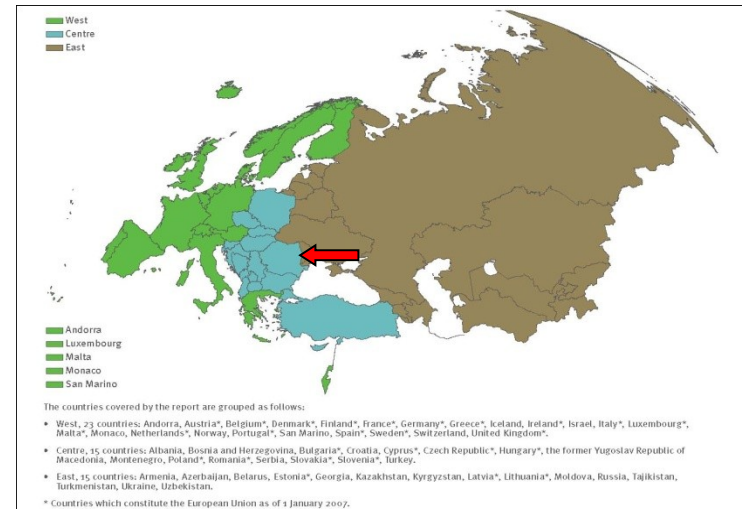 West
Centre
East
Andorra
Luxembourg
Malta
Monaco
San Marino
The countries covered by the report are grouped as follows:
• West, 23 countries: Andorra, Austria*, Belgium*, Denmark*, Finland*, France*, Germany*, Greece*, Iceland, Ireland*, Israel, Italy*, Luxembourg*,
Malta*, Monaco, Netherlands*, Norway, Portugal*, San Marino, Spain*, Sweden*, Switzerland, United Kingdom*.
• Centre, 15 countries: Albania, Bosnia and Herzegovina, Bulgaria*, Croatia, Cyprus*, Czech Republic*, Hungary*, the former Yugoslav Republic of
Macedonia, Montenegro, Poland*, Romania*, Serbia, Slovakia*, Slovenia*, Turkey.
• East, 15 countries: Armenia, Azerbaijan, Belarus, Estonia*, Georgia, Kazakhstan, Kyrgyzstan, Latvia*, Lithuania*, Moldova, Russia, Tajikistan,
Turkmenistan, Ukraine, Uzbekistan.
* Countries which constitute the European Union as of 1 January 2007.